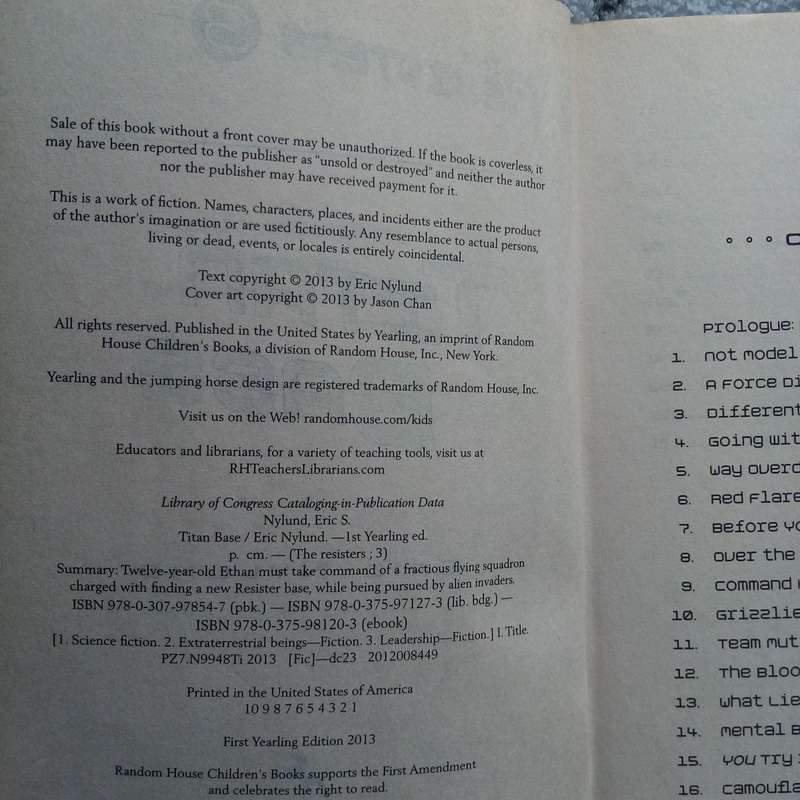 Sale of this book without a front cover may be unauthorized. If the book is coverless, it
may have been reported to the publisher as "unsold or destroyed" and neither the author
nor the publisher may have received payment for it.
This is a work of fiction. Names, characters, places, and incidents either are the product
of the author's imagination or are used fictitiously. Any resemblance to actual persons,
living or dead, events, or locales is entirely coincidental.
Text copyright © 2013 by Eric Nylund
Cover art copyright © 2013 by Jason Chan
All rights reserved. Published in the United States by Yearling, an imprint of Random
House Children's Books, a division of Random House, Inc., New York.
Yearling and the jumping horse design are registered trademarks of Random House, Inc.
Visit us on the Web! randomhouse.com/kids
Educators and librarians, for a variety of teaching tools, visit us at
RHTeachersLibrarians.com
Library of Congress Cataloging-in-Publication Data
Nylund, Eric S.
Titan Base / Eric Nylund. —1st Yearling ed.
p. cm. — (The resisters ; 3)
Summary: Twelve-year-old Ethan must take command of a fractious flying squadron
charged with finding a new Resister base, while being pursued by alien invaders.
ISBN 978-0-307-97854-7 (pbk.) — ISBN 978-0-375-97127-3 (lib. bdg.) —
ISBN 978-0-375-98120-3 (ebook)
[1. Science fiction. 2. Extraterrestrial beings—Fiction. 3. Leadership—Fiction.] I. Title.
PZ7.N9948Ti 2013 [Fic]—dc23 2012008449
Printed in the United States of America
10 9 8 7 6 5 4 3 2 1
First Yearling Edition 2013
Random House Children's Books supports the First Amendment
and celebrates the right to read.
prologue:
1. not model
2. A Force
3. Different
4. Going
5. way
6. Red
7. Before
8. over the
9. command
10.
11. Team
12. The
13. what
14. mental
15. YOU Try
16.